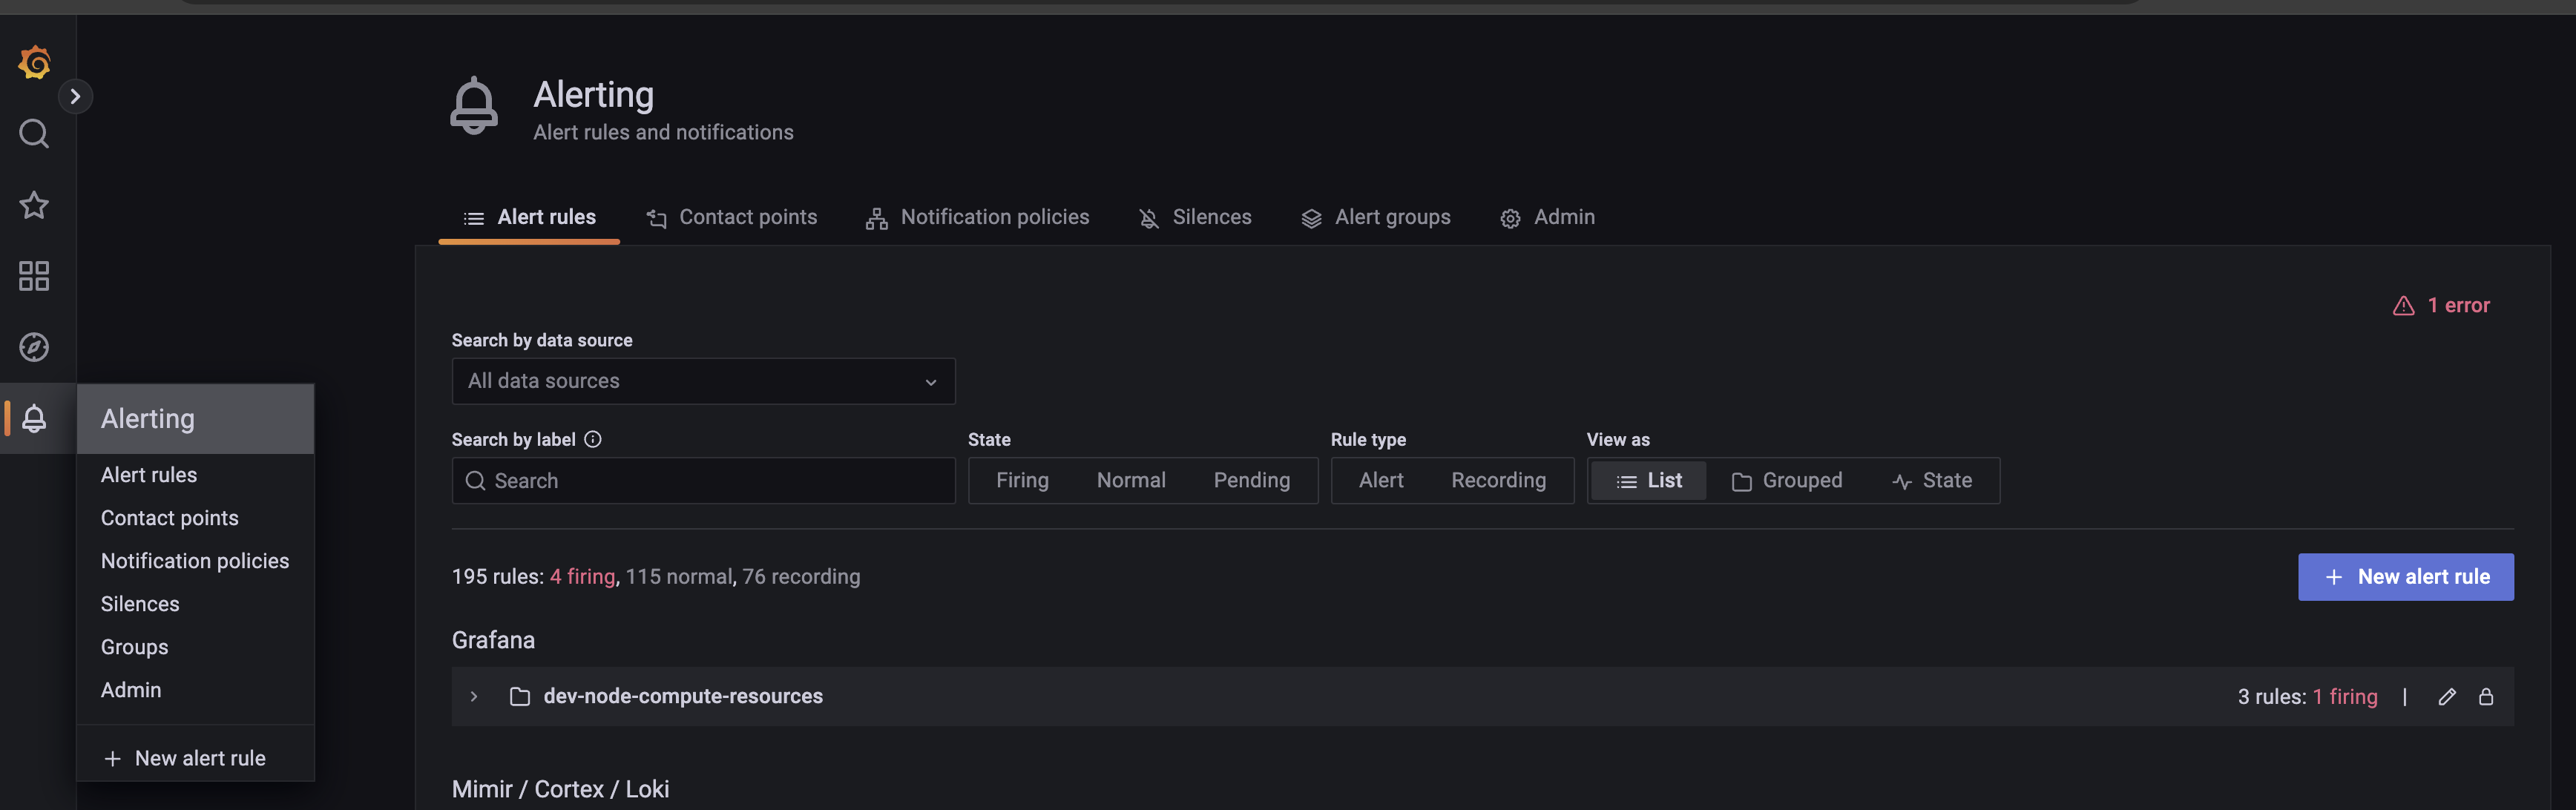 Alerting
Alert rules and notifications
Alert rules
Contact points
Notification policies
Silences
Alert groups
Admin
1 error
Search by data source
All data sources
Search by label
State
Rule type
View as
Search
Firing
Normal
Pending
Alert
Recording
List
Grouped
State
195 rules: 4 firing, 115 normal, 76 recording
New alert rule
Grafana
dev-node-compute-resources
3 rules: 1 firing |
Mimir / Cortex / Loki
Alerting
Alert rules
Contact points
Notification policies
Silences
Groups
Admin
+ New alert rule